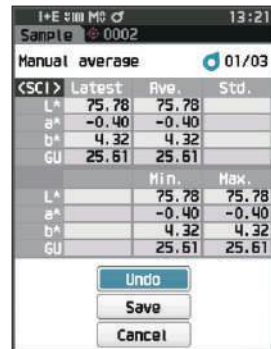 I+E SIMI M0 13:21
Sample 0002
Manual average 01/03
<SCI> Latest Ave. Std.
L* 75.78 75.78
a* -0.40 -0.40
b* 4.32 4.32
GU 25.61 25.61
Min. Max.
L* 75.78 75.78
a* -0.40 -0.40
b* 4.32 4.32
GU 25.61 25.61
Undo
Save
Cancel